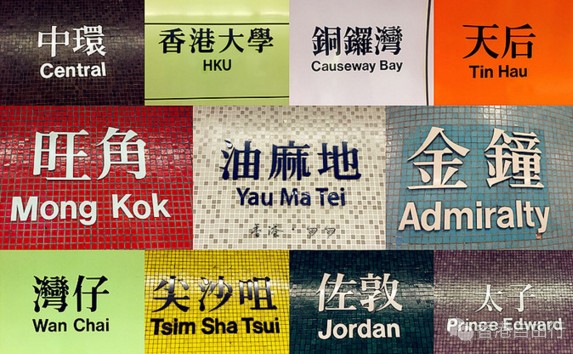 中環
Central
香港大學
HKU
銅鑼灣
Causeway Bay
天后
Tin Hau
旺角
Mong Kok
油麻地
Yau Ma Tei
金鐘
Admiralty
灣仔
Wan Chai
尖沙咀
Tsim Sha Tsui
佐敦
Jordan
太子
Prince Edward